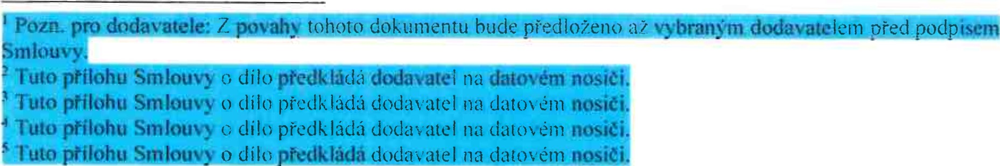 ¹ Pozn. pro dodavatele: Z povahy tohoto dokumentu bude předloženo až vybraným dodavatelem před podpisem
Smlouvy.
² Tuto přílohu Smlouvy o dílo předkládá dodavatel na datovém nosiči.
³ Tuto přílohu Smlouvy o dílo předkládá dodavatel na datovém nosiči.
⁴ Tuto přílohu Smlouvy o dílo předkládá dodavatel na datovém nosiči.
⁵ Tuto přílohu Smlouvy o dílo předkládá dodavatel na datovém nosiči.